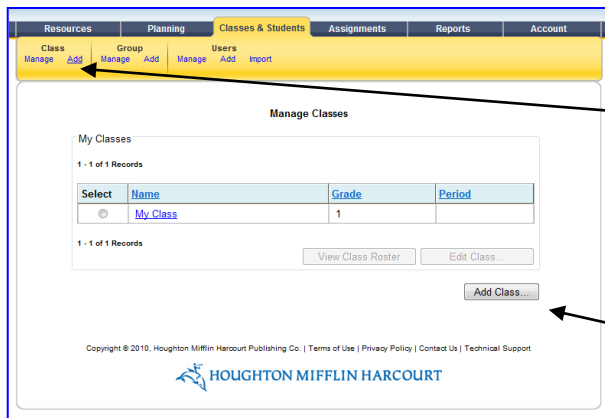 Resources Planning Classes & Students Assignments Reports Account
Class Group Users
Manage Add Manage Add Manage Add Import
Manage Classes
My Classes
1 - 1 of 1 Records
Select Name Grade Period
My Class 1
1 - 1 of 1 Records
View Class Roster Edit Class...
Add Class...
Copyright © 2010, Houghton Mifflin Harcourt Publishing Co. | Terms of Use | Privacy Policy | Contact Us | Technical Support
HOUGHTON MIFFLIN HARCOURT